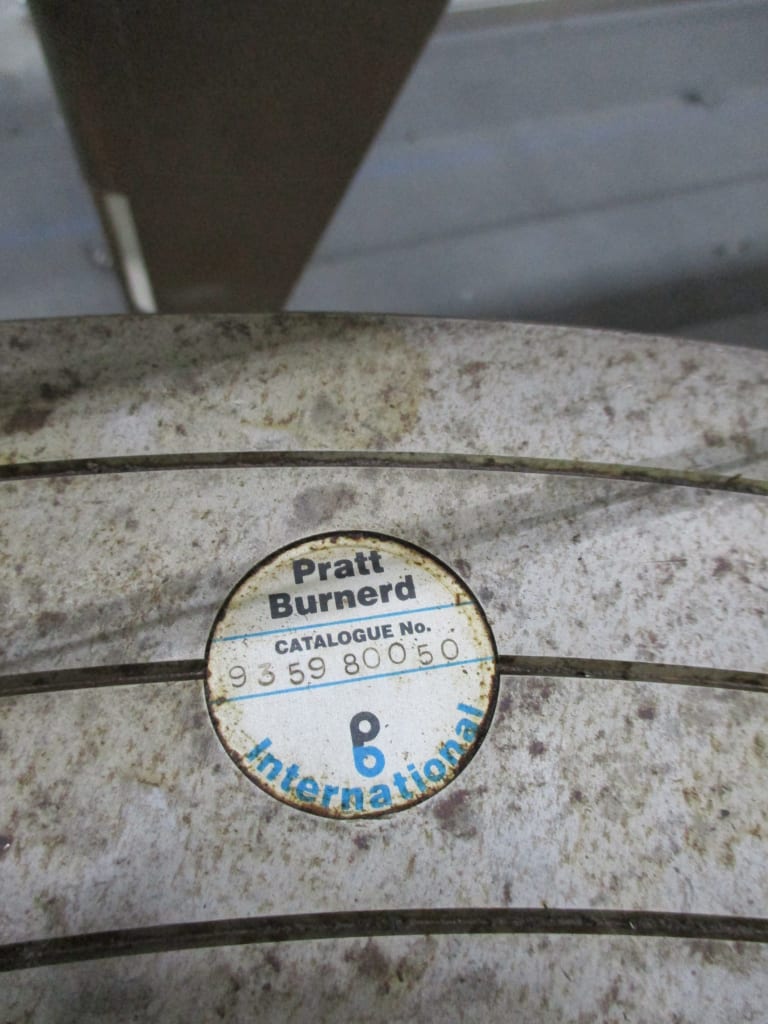 Pratt
Burnerd
CATALOGUE No.
9359 80050
International